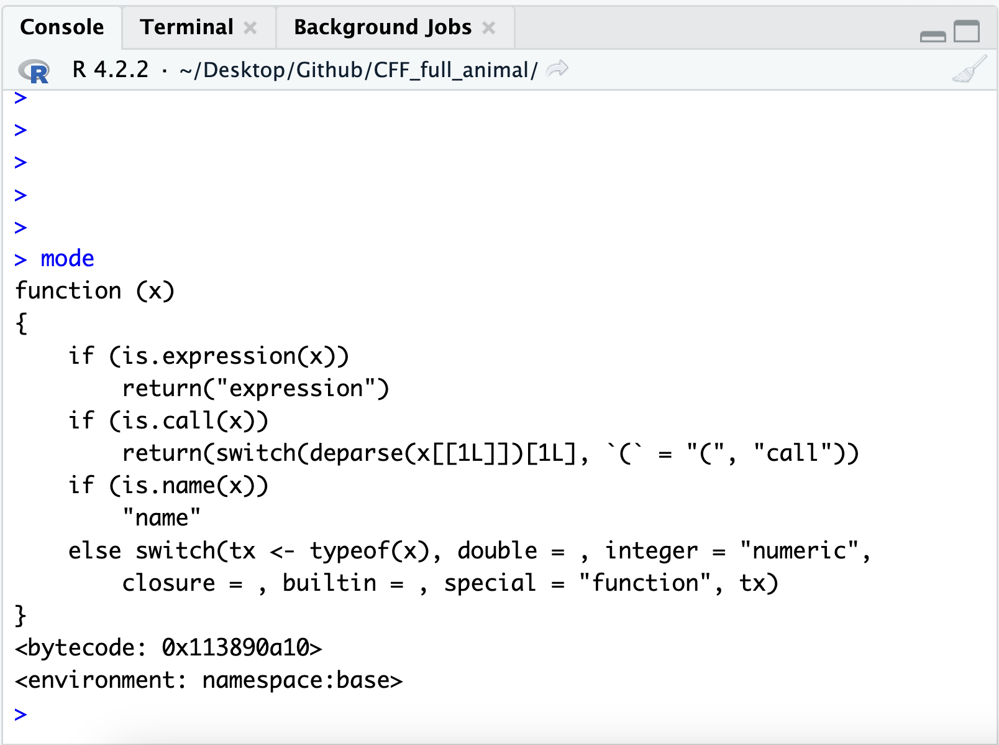 Console Terminal Background Jobs
R R 4.2.2 · ~/Desktop/Github/CFF_full_animal/
>
>
>
>
>
> mode
function (x)
{
    if (is.expression(x))
        return("expression")
    if (is.call(x))
        return(switch(deparse(x[[1L]])[1L], `(` = "(", "call"))
    if (is.name(x))
        "name"
    else switch(tx <- typeof(x), double = , integer = "numeric",
        closure = , builtin = , special = "function", tx)
}
<bytecode: 0x113890a10>
<environment: namespace:base>
>